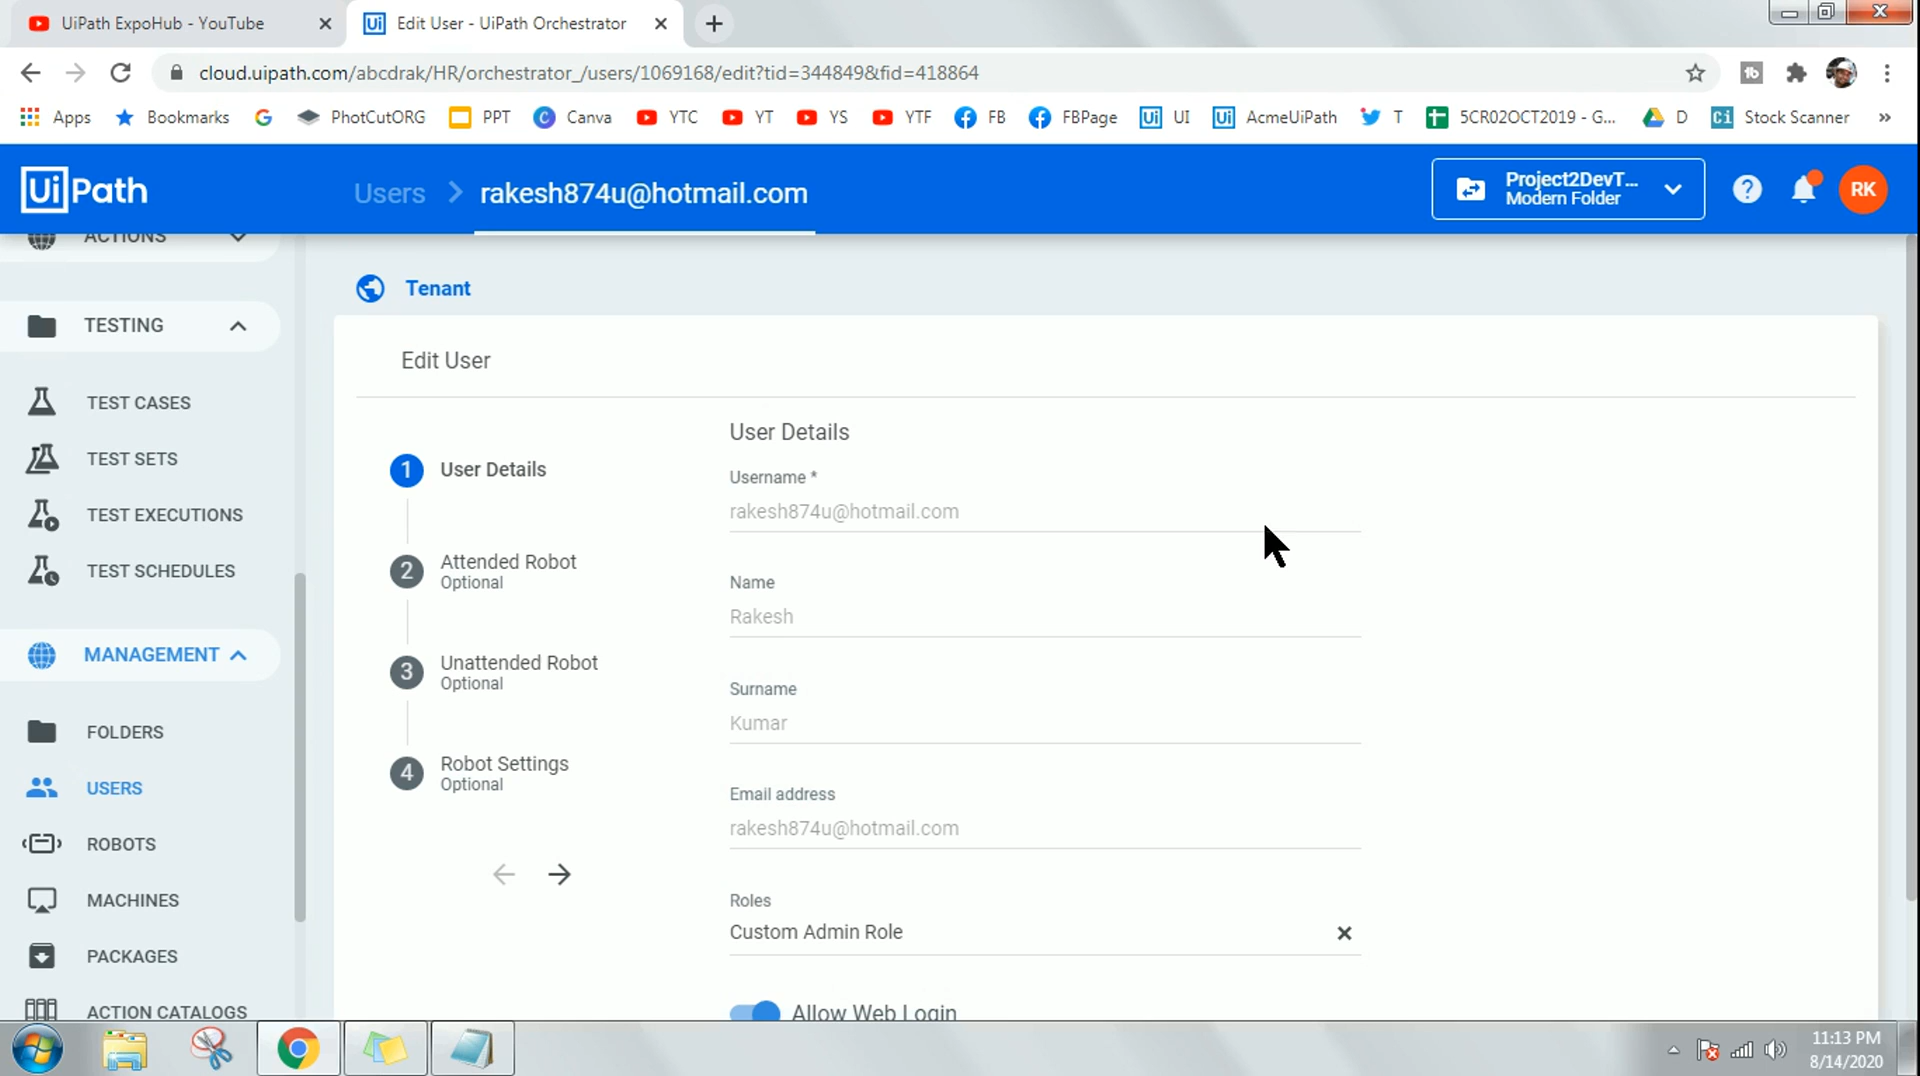 UiPath ExpoHub - YouTube
Edit User - UiPath Orchestrator
cloud.uipath.com/abcdrak/HR/orchestrator_/users/1069168/edit?tid=344849&fid=418864
Apps Bookmarks PhotCutORG PPT Canva YTC YT YS YTF FB FBPage UI AcmeUiPath T 5CR02OCT2019 - G... D Stock Scanner »
UiPath
Users > rakesh874u@hotmail.com
Project2DevT...
Modern Folder
RK
ACTIONS
TESTING
TEST CASES
TEST SETS
TEST EXECUTIONS
TEST SCHEDULES
MANAGEMENT
FOLDERS
USERS
ROBOTS
MACHINES
PACKAGES
ACTION CATALOGS
Tenant
Edit User
1 User Details
2 Attended Robot
Optional
3 Unattended Robot
Optional
4 Robot Settings
Optional
User Details
Username *
rakesh874u@hotmail.com
Name
Rakesh
Surname
Kumar
Email address
rakesh874u@hotmail.com
Roles
Custom Admin Role
Allow Web Login
11:13 PM
8/14/2020